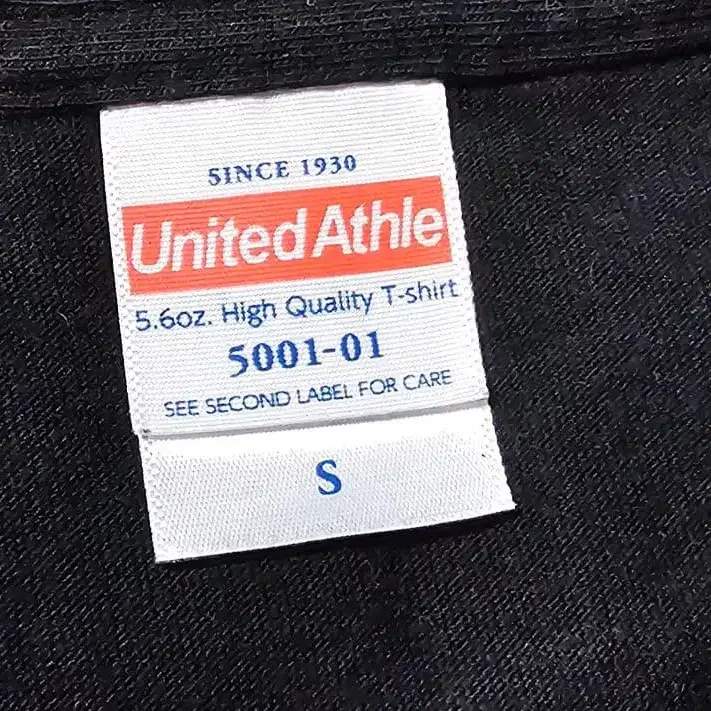 SINCE 1930
United Athle
5.6oz. High Quality T-shirt
5001-01
SEE SECOND LABEL FOR CARE
S